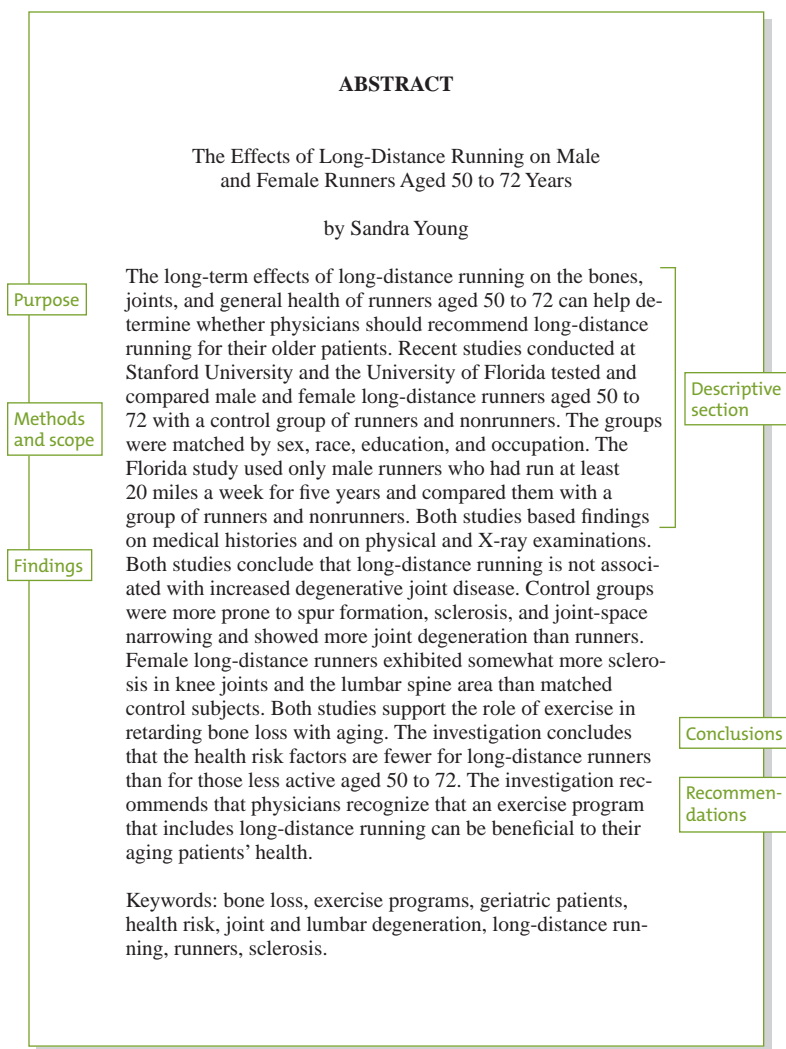 ABSTRACT
The Effects of Long-Distance Running on Male
and Female Runners Aged 50 to 72 Years
by Sandra Young
Purpose
Methods
and scope
Findings
The long-term effects of long-distance running on the bones,
joints, and general health of runners aged 50 to 72 can help de-
termine whether physicians should recommend long-distance
running for their older patients. Recent studies conducted at
Stanford University and the University of Florida tested and
compared male and female long-distance runners aged 50 to
72 with a control group of runners and nonrunners. The groups
were matched by sex, race, education, and occupation. The
Florida study used only male runners who had run at least
20 miles a week for five years and compared them with a
group of runners and nonrunners. Both studies based findings
on medical histories and on physical and X-ray examinations.
Both studies conclude that long-distance running is not associ-
ated with increased degenerative joint disease. Control groups
were more prone to spur formation, sclerosis, and joint-space
narrowing and showed more joint degeneration than runners.
Female long-distance runners exhibited somewhat more sclero-
sis in knee joints and the lumbar spine area than matched
control subjects. Both studies support the role of exercise in
retarding bone loss with aging. The investigation concludes
that the health risk factors are fewer for long-distance runners
than for those less active aged 50 to 72. The investigation rec-
ommends that physicians recognize that an exercise program
that includes long-distance running can be beneficial to their
aging patients' health.
Keywords: bone loss, exercise programs, geriatric patients,
health risk, joint and lumbar degeneration, long-distance run-
ning, runners, sclerosis.
Descriptive
section
Conclusions
Recommen-
dations